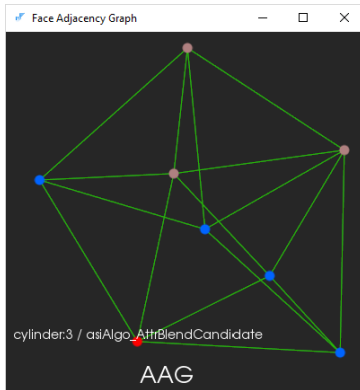 Face Adjacency Graph
cylinder:3 / asiAlgo_AttrBlendCandidate
AAG